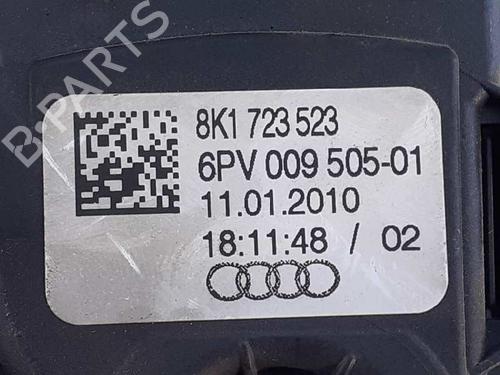 B-PARTS
8K1 723 523
6PV 009 505-01
11.01.2010
18:11:48 / 02